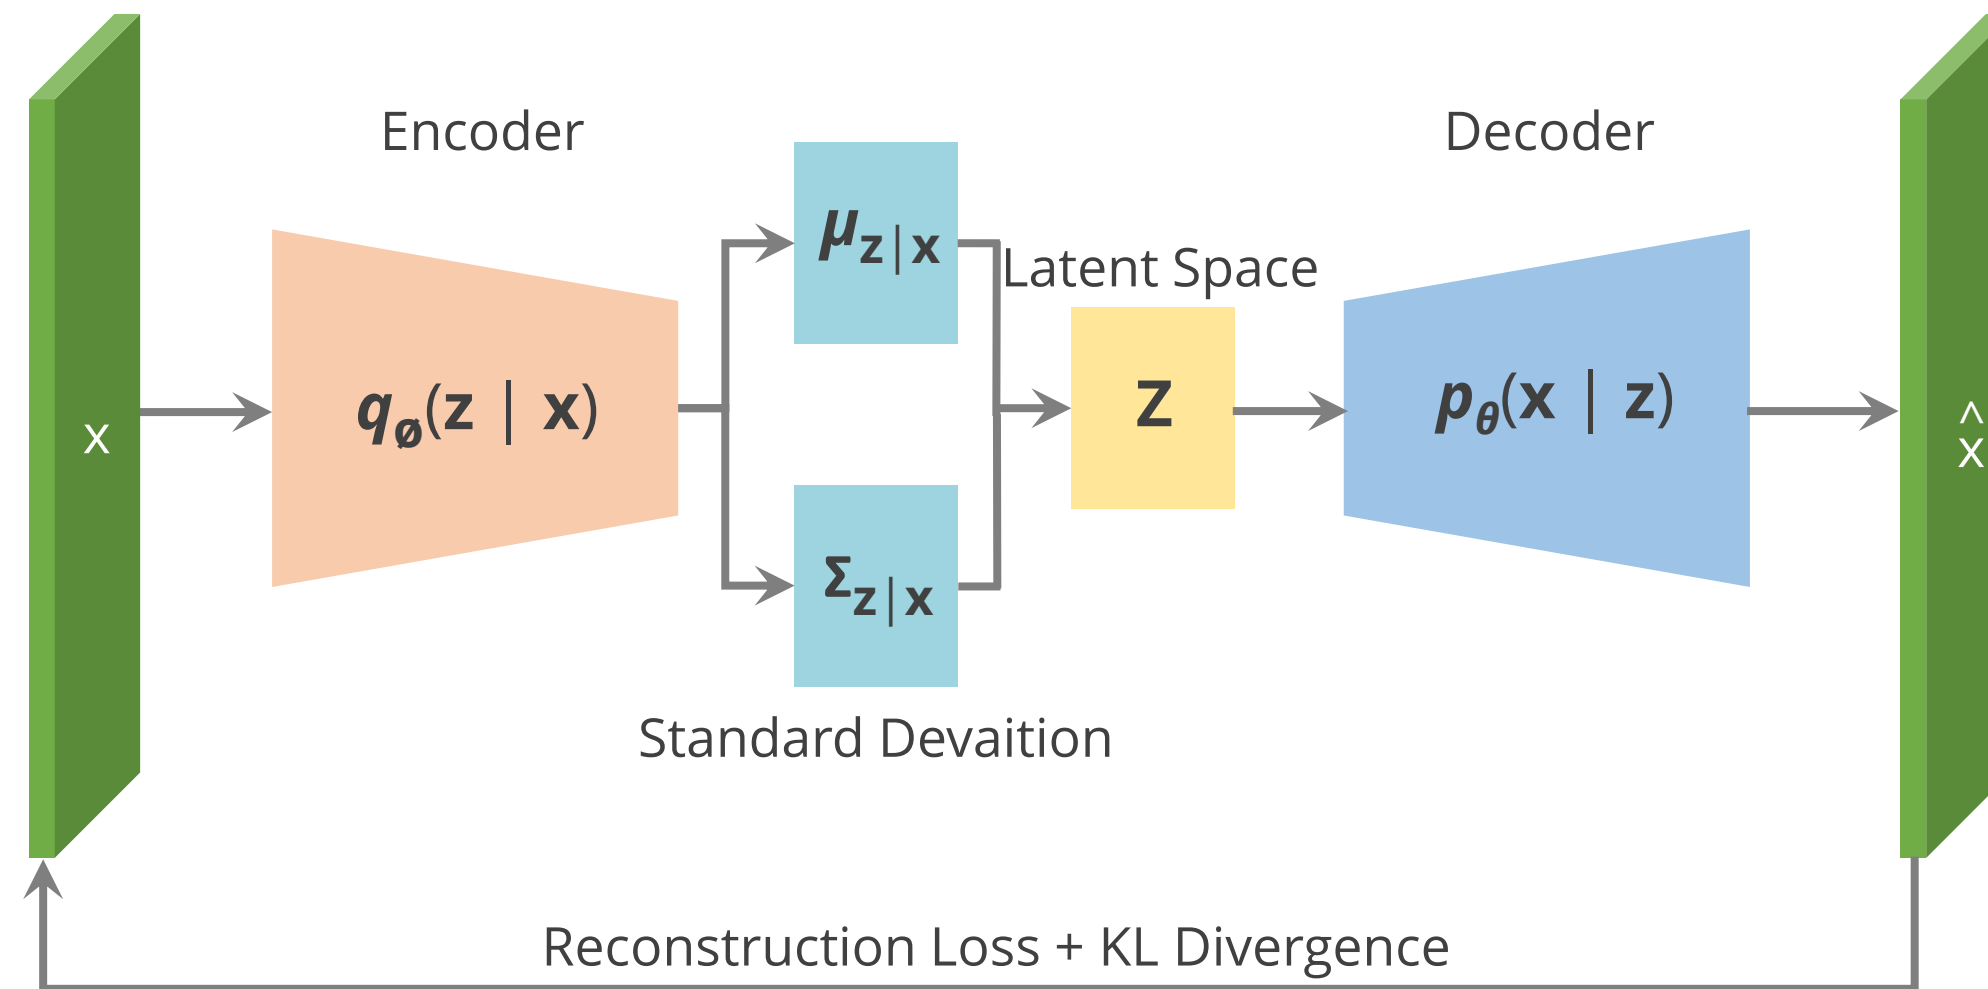 Encoder
Decoder
μz|x
Latent Space
x
qø(z | x)
Z
pθ(x | z)
x̂
Σz|x
Standard Devaition
Reconstruction Loss + KL Divergence